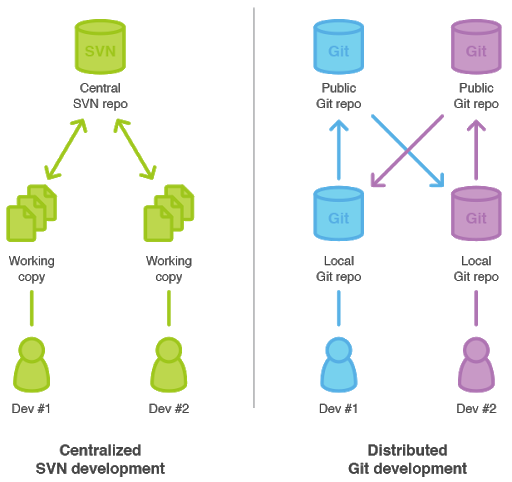 SVN
Central
SVN repo
Working
copy
Working
copy
Dev #1
Dev #2
Centralized
SVN development
Git
Git
Public
Git repo
Public
Git repo
Git
Git
Local
Git repo
Local
Git repo
Dev #1
Dev #2
Distributed
Git development